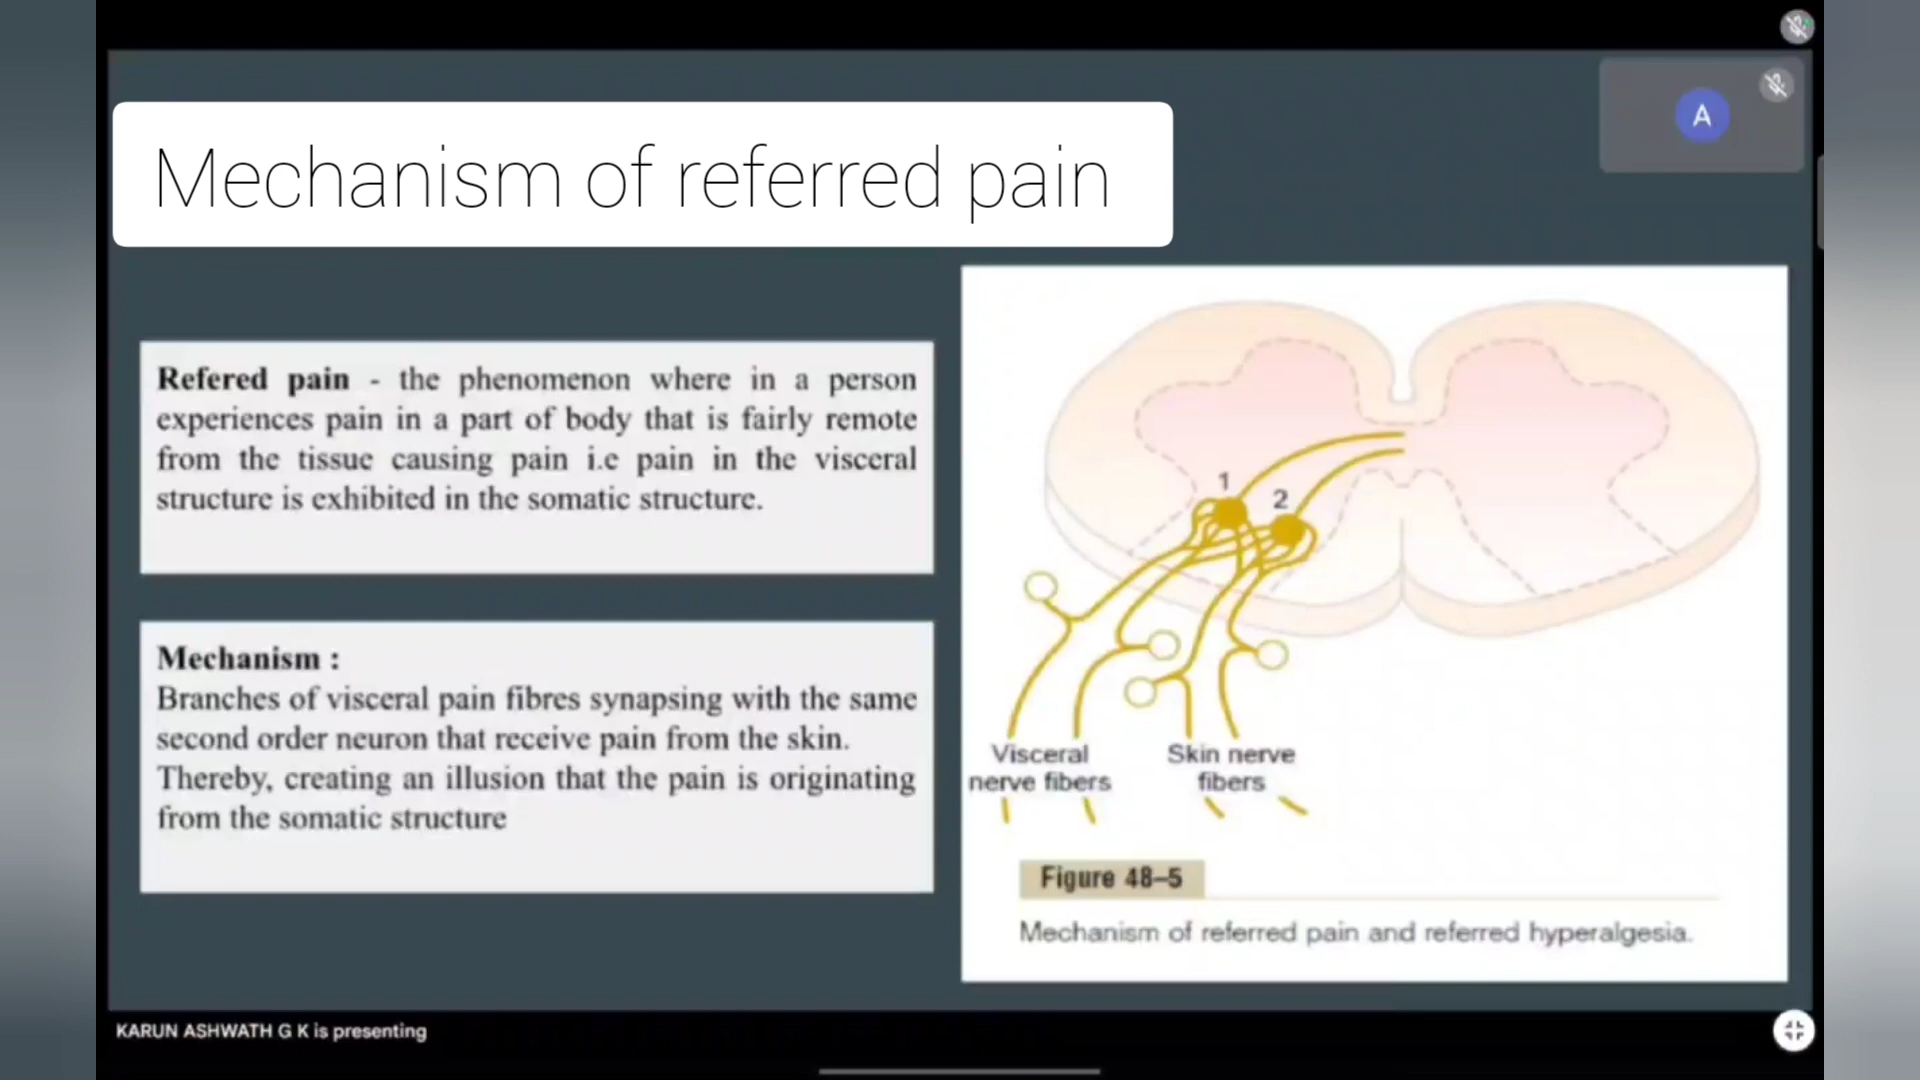 A
Mechanism of referred pain
Refered pain - the phenomenon where in a person
experiences pain in a part of body that is fairly remote
from the tissue causing pain i.e pain in the visceral
structure is exhibited in the somatic structure.
Mechanism :
Branches of visceral pain fibres synapsing with the same
second order neuron that receive pain from the skin.
Thereby, creating an illusion that the pain is originating
from the somatic structure
1
2
Visceral
nerve fibers
Skin nerve
fibers
Figure 48–5
Mechanism of referred pain and referred hyperalgesia.
KARUN ASHWATH G K is presenting